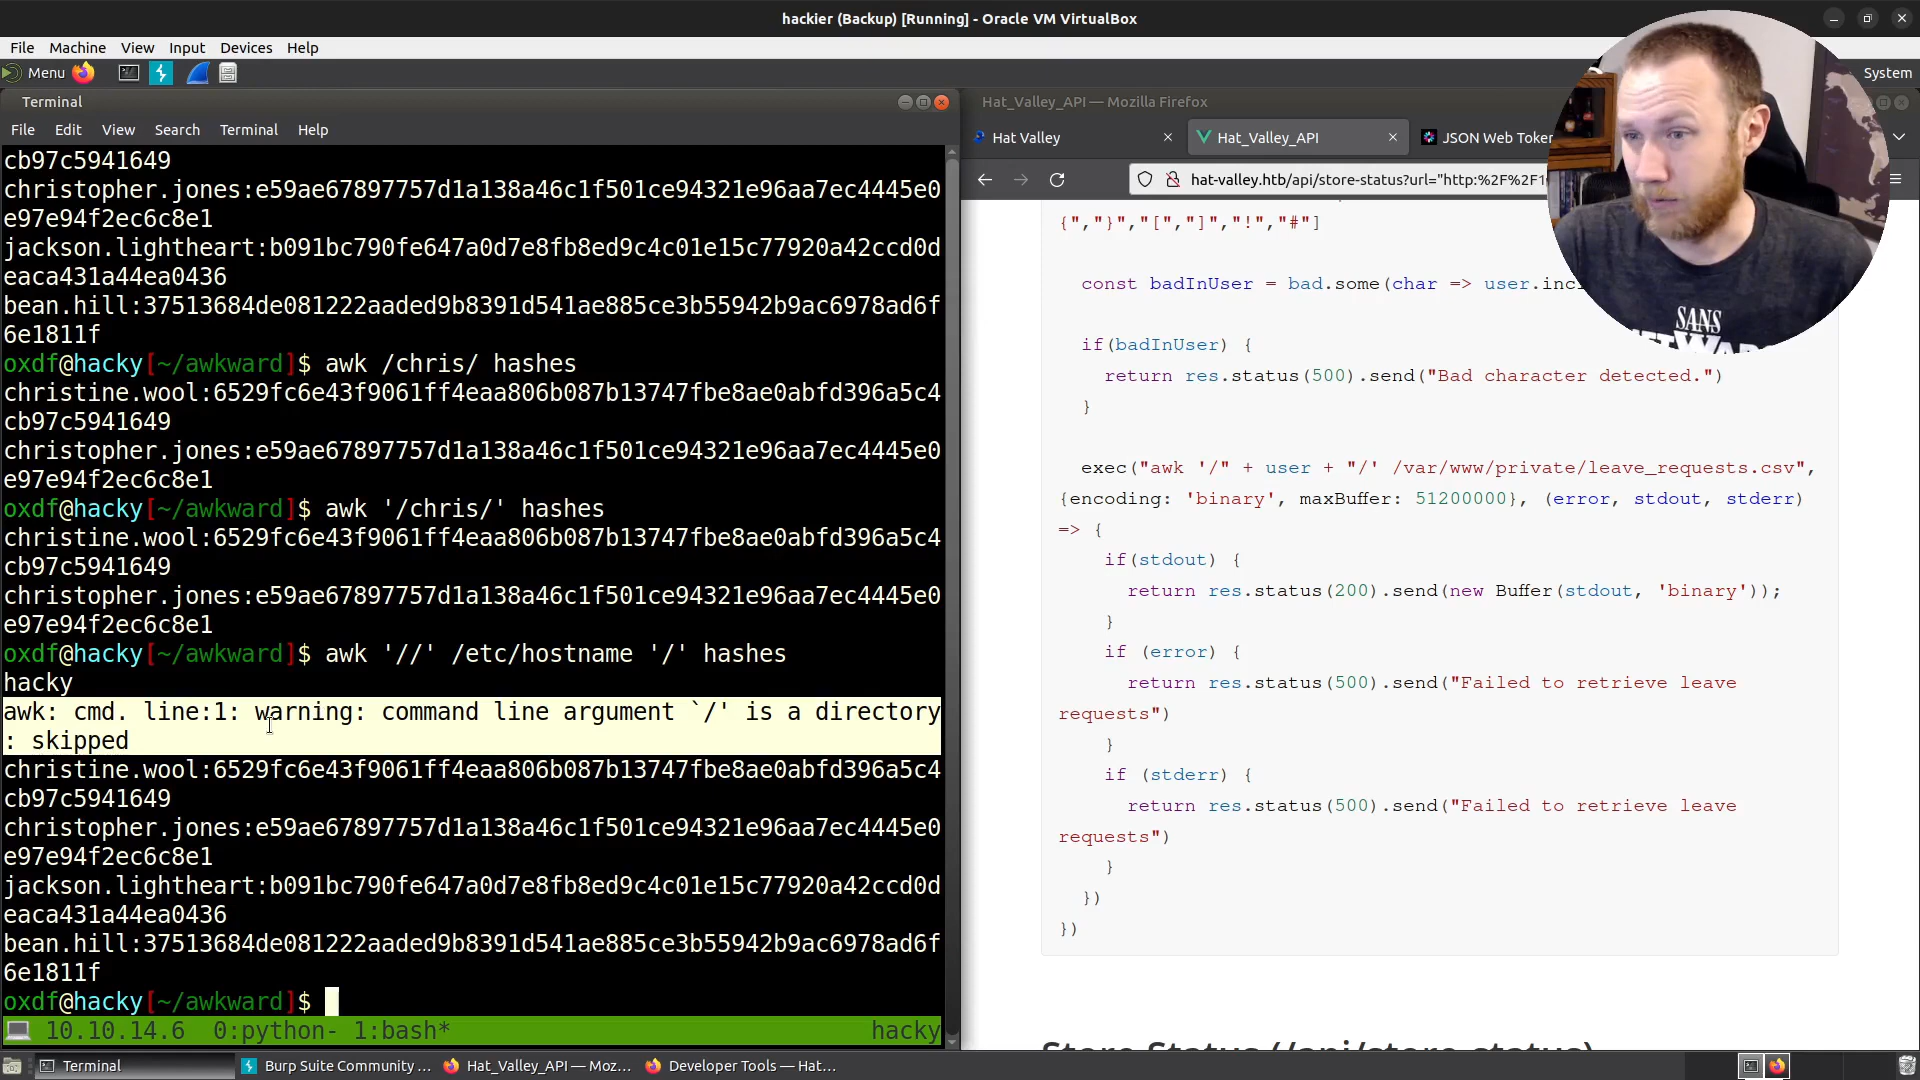 hackier (Backup) [Running] - Oracle VM VirtualBox
File Machine View Input Devices Help
Menu
System
Terminal
File Edit View Search Terminal Help
cb97c5941649
christopher.jones:e59ae67897757d1a138a46c1f501ce94321e96aa7ec4445e0
e97e94f2ec6c8e1
jackson.lightheart:b091bc790fe647a0d7e8fb8ed9c4c01e15c77920a42ccd0d
eaca431a44ea0436
bean.hill:37513684de081222aaded9b8391d541ae885ce3b55942b9ac6978ad6f
6e1811f
oxdf@hacky[~/awkward]$ awk /chris/ hashes
christine.wool:6529fc6e43f9061ff4eaa806b087b13747fbe8ae0abfd396a5c4
cb97c5941649
christopher.jones:e59ae67897757d1a138a46c1f501ce94321e96aa7ec4445e0
e97e94f2ec6c8e1
oxdf@hacky[~/awkward]$ awk '/chris/' hashes
christine.wool:6529fc6e43f9061ff4eaa806b087b13747fbe8ae0abfd396a5c4
cb97c5941649
christopher.jones:e59ae67897757d1a138a46c1f501ce94321e96aa7ec4445e0
e97e94f2ec6c8e1
oxdf@hacky[~/awkward]$ awk '//' /etc/hostname '/' hashes
hacky
awk: cmd. line:1: warning: command line argument `/' is a directory
: skipped
christine.wool:6529fc6e43f9061ff4eaa806b087b13747fbe8ae0abfd396a5c4
cb97c5941649
christopher.jones:e59ae67897757d1a138a46c1f501ce94321e96aa7ec4445e0
e97e94f2ec6c8e1
jackson.lightheart:b091bc790fe647a0d7e8fb8ed9c4c01e15c77920a42ccd0d
eaca431a44ea0436
bean.hill:37513684de081222aaded9b8391d541ae885ce3b55942b9ac6978ad6f
6e1811f
oxdf@hacky[~/awkward]$
10.10.14.6 0:python- 1:bash* hacky
Hat_Valley_API — Mozilla Firefox
Hat Valley
Hat_Valley_API
JSON Web Token
hat-valley.htb/api/store-status?url="http:%2F%2F1
{","}","[","]","!","#"]
const badInUser = bad.some(char => user.incl
if(badInUser) {
return res.status(500).send("Bad character detected.")
}
exec("awk '/" + user + "/' /var/www/private/leave_requests.csv",
{encoding: 'binary', maxBuffer: 51200000}, (error, stdout, stderr)
=> {
if(stdout) {
return res.status(200).send(new Buffer(stdout, 'binary'));
}
if (error) {
return res.status(500).send("Failed to retrieve leave
requests")
}
if (stderr) {
return res.status(500).send("Failed to retrieve leave
requests")
}
})
})
Store Status (/api/store-status)
SANS
Terminal
Burp Suite Community ...
Hat_Valley_API — Moz...
Developer Tools — Hat...